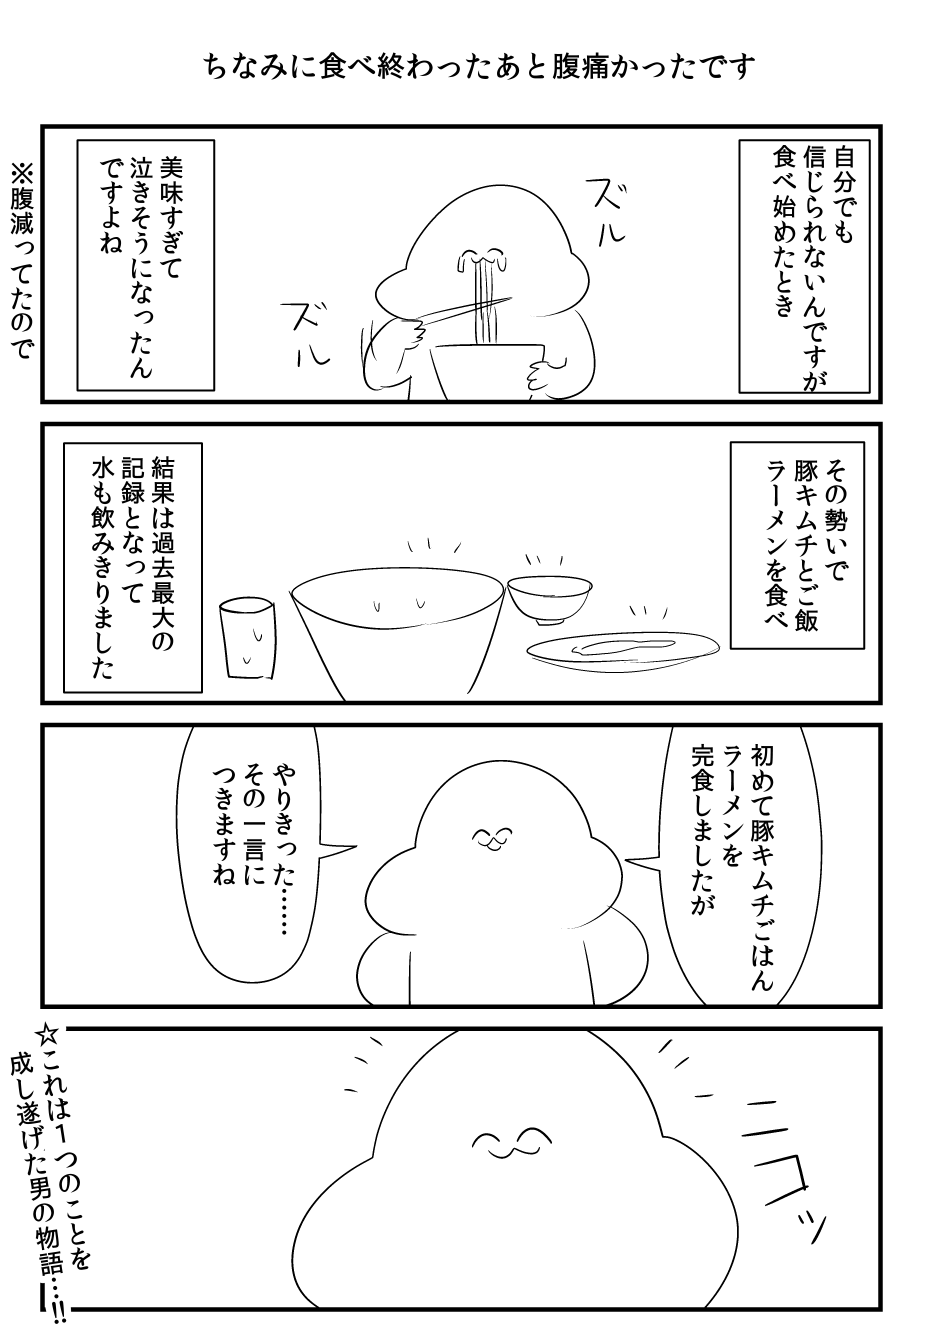 ちなみに食べ終わったあと腹痛かったです
自分でも
信じられないんですが
食べ始めたとき
ズル
ズル
美味すぎて
泣きそうになったん
ですよね
※腹減ってたので
その勢いで
豚キムチとご飯
ラーメンを食べ
結果は過去最大の
記録となって
水も飲みきりました
初めて豚キムチごはん
ラーメンを
完食しましたが
やりきった……
その一言に
つきますね
ニコッ
☆これは1つのことを
成し遂げた男の物語…!!